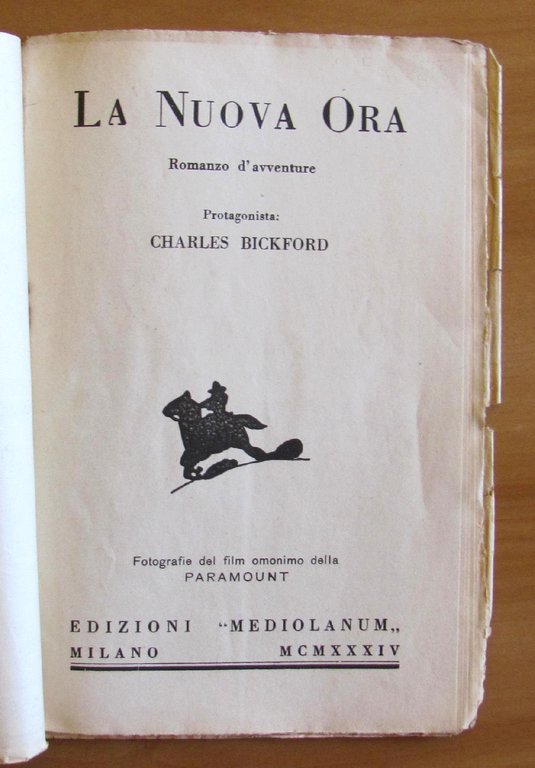 LA NUOVA ORA
Romanzo d'avventure
Protagonista:
CHARLES BICKFORD
Fotografie del film omonimo della
PARAMOUNT
EDIZIONI “MEDIOLANUM„
MILANO MCMXXXIV